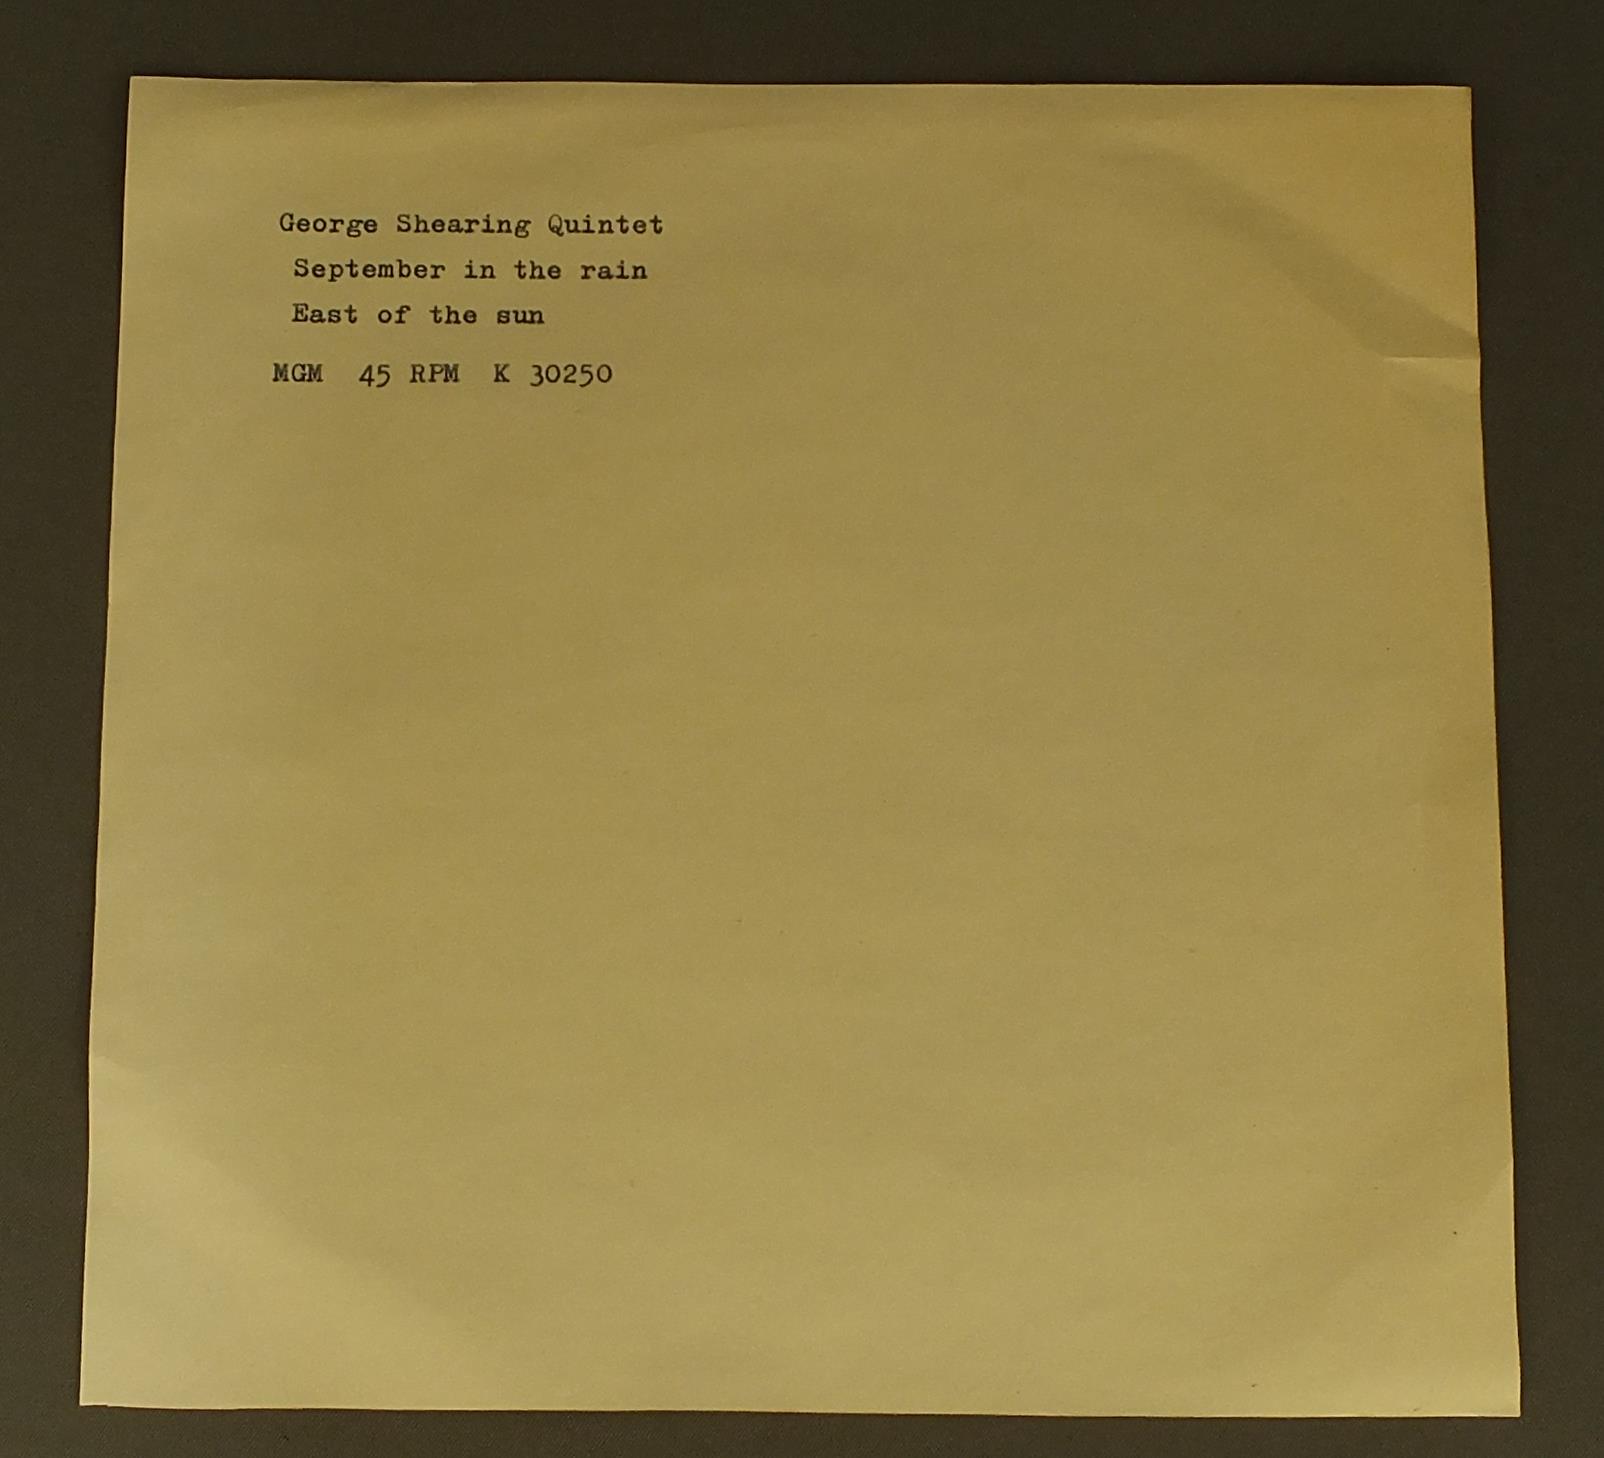 George Shearing Quintet
September in the rain
East of the sun
MGM 45 RPM K 30250